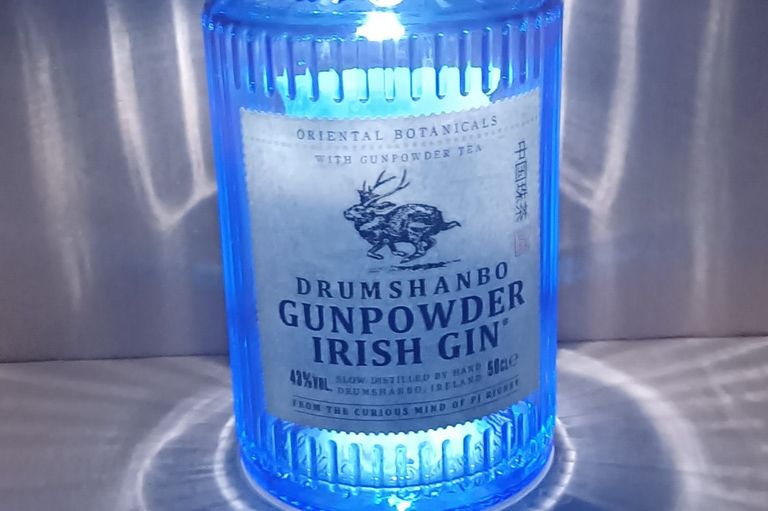 ORIENTAL BOTANICALS
WITH GUNPOWDER TEA
中国珠茶
DRUMSHANBO
GUNPOWDER
IRISH GIN®
43%VOL SLOW DISTILLED BY HAND 50CL℮
DRUMSHANBO, IRELAND
FROM THE CURIOUS MIND OF PJ RIGNEY